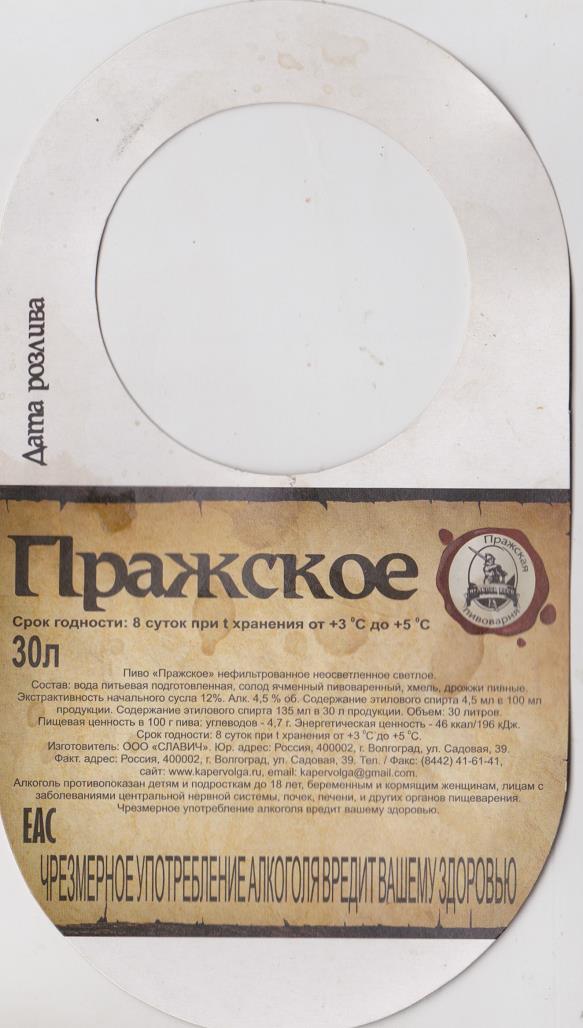 Дата розлива
Пражское
Пражская
пивоварня
Срок годности: 8 суток при t хранения от +3 °С до +5 °С
30л
Пиво «Пражское» нефильтрованное неосветленное светлое.
Состав: вода питьевая подготовленная, солод ячменный пивоваренный, хмель, дрожжи пивные.
Экстрактивность начального сусла 12%. Алк. 4,5 % об. Содержание этилового спирта 4,5 мл в 100 мл
продукции. Содержание этилового спирта 135 мл в 30 л продукции. Объем: 30 литров.
Пищевая ценность в 100 г пива: углеводов - 4,7 г. Энергетическая ценность - 46 ккал/196 кДж.
Срок годности: 8 суток при t хранения от +3 °С до +5 °С.
Изготовитель: ООО «СЛАВИЧ». Юр. адрес: Россия, 400002, г. Волгоград, ул. Садовая, 39.
Факт. адрес: Россия, 400002, г. Волгоград, ул. Садовая, 39. Тел. / Факс: (8442) 41-61-41,
сайт: www.kapervolga.ru, email: kapervolga@gmail.com.
Алкоголь противопоказан детям и подросткам до 18 лет, беременным и кормящим женщинам, лицам с
заболеваниями центральной нервной системы, почек, печени, и других органов пищеварения.
Чрезмерное употребление алкоголя вредит вашему здоровью.
ЕАС
ЧРЕЗМЕРНОЕ УПОТРЕБЛЕНИЕ АЛКОГОЛЯ ВРЕДИТ ВАШЕМУ ЗДОРОВЬЮ